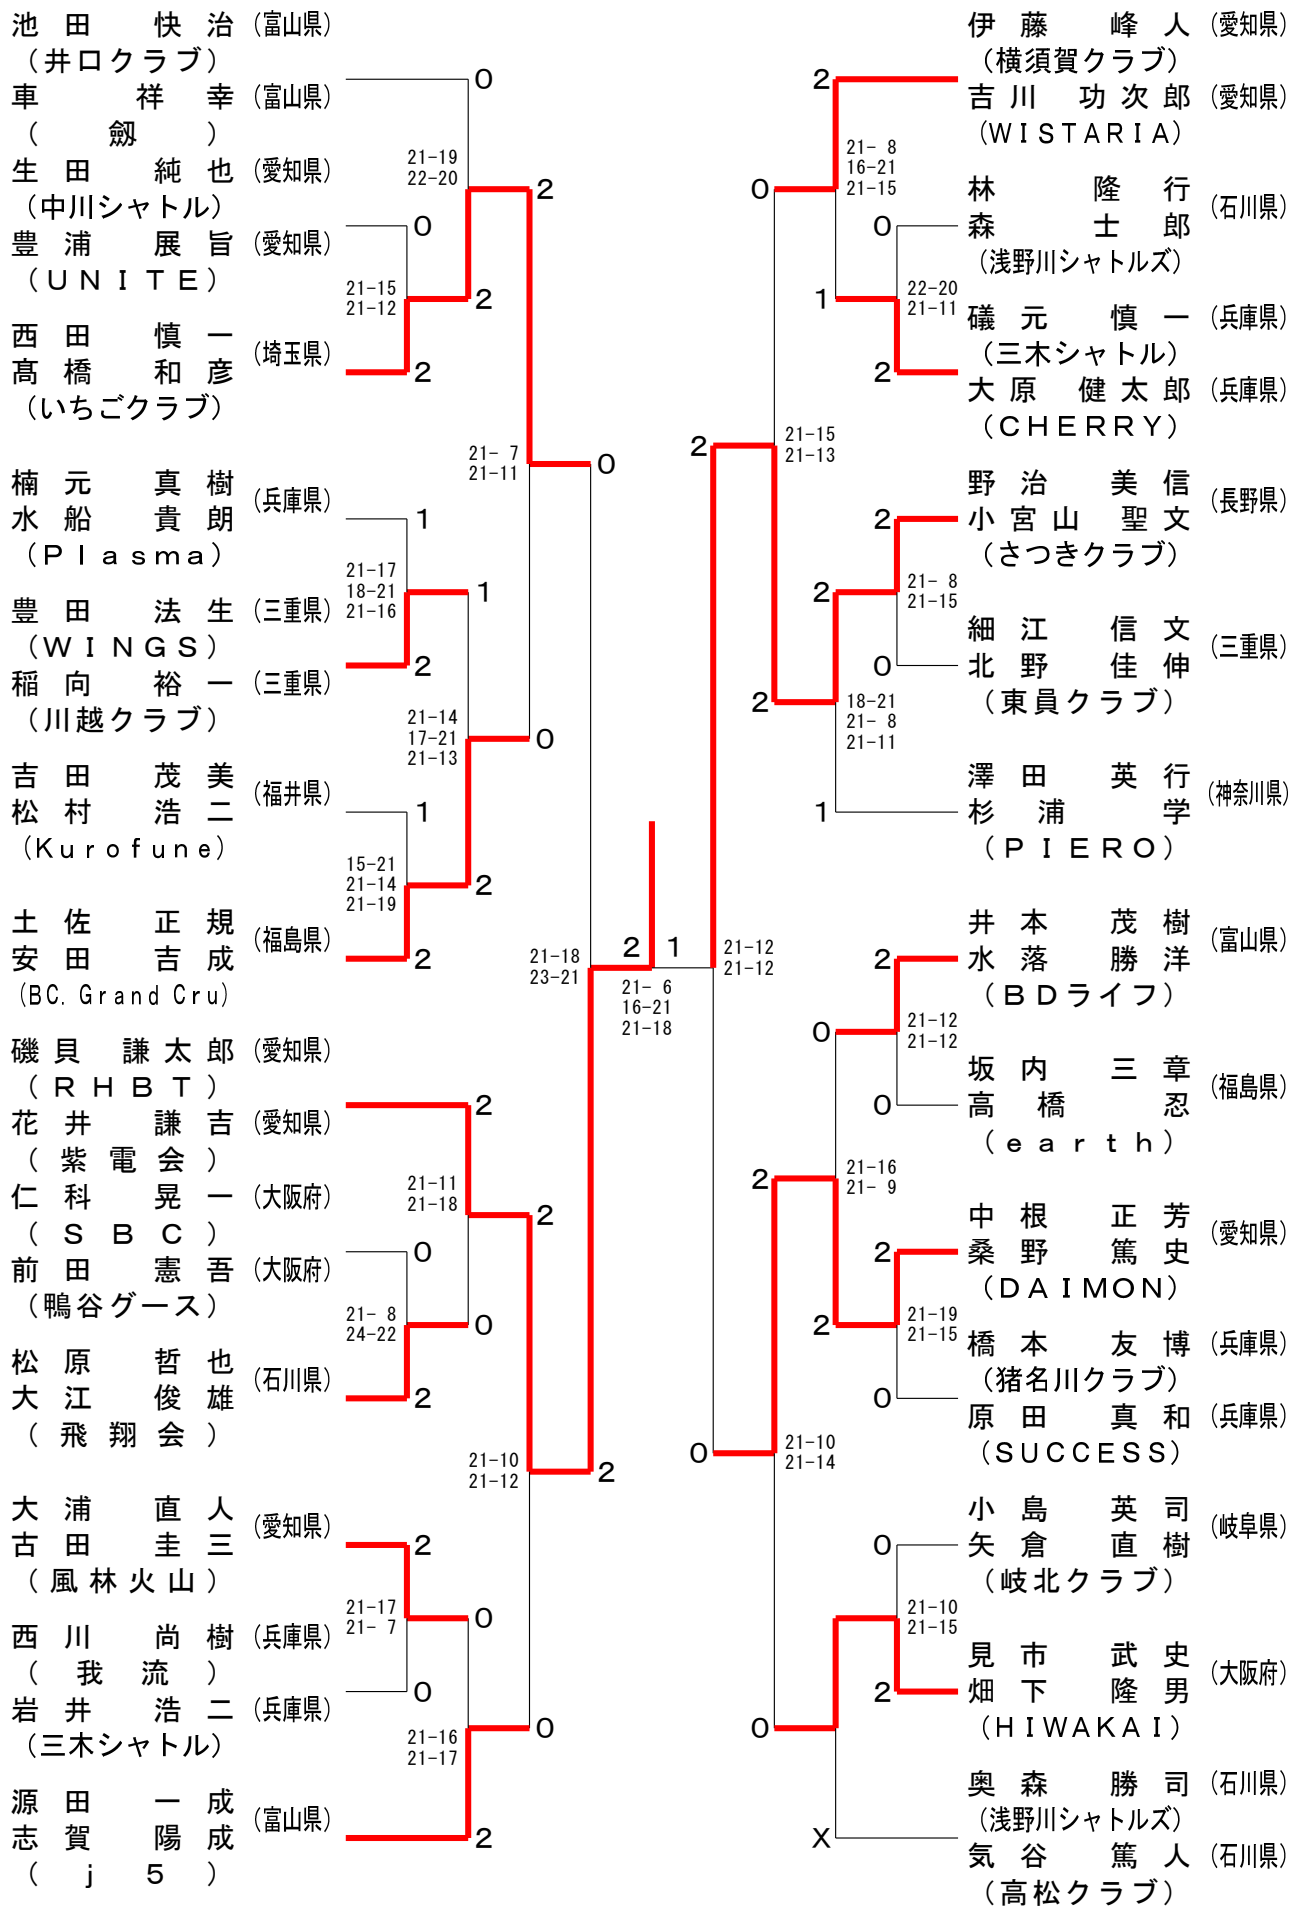 池田 快治 (富山県)
(井口クラブ)
車 祥幸 (富山県)
( 劔 )
生田 純也 (愛知県)
(中川シャトル)
豊浦 展旨 (愛知県)
(UNITE)
西田 慎一
髙橋 和彦
(埼玉県)
(いちごクラブ)
楠元 真樹
水船 貴朗
(兵庫県)
(Plasma)
豊田 法生 (三重県)
(WINGS)
稲向 裕一 (三重県)
(川越クラブ)
吉田 茂美
松村 浩二
(福井県)
(Kurofune)
土佐 正規
安田 吉成
(福島県)
(BC. Grand Cru)
磯貝 謙太郎 (愛知県)
(RHBT)
花井 謙吉 (愛知県)
(紫電会)
仁科 晃一 (大阪府)
(SBC)
前田 憲吾 (大阪府)
(鴨谷グース)
松原 哲也
大江 俊雄
(石川県)
(飛翔会)
大浦 直人
古田 圭三
(愛知県)
(風林火山)
西川 尚樹 (兵庫県)
(我流)
岩井 浩二 (兵庫県)
(三木シャトル)
源田 一成
志賀 陽成
(富山県)
(j5)
0
21-19
22-20
2
0
21-15
21-12
2
2
21- 7
21-11
0
1
21-17
18-21
21-16
1
2
21-14
17-21
21-13
0
1
15-21
21-14
21-19
2
2
21-18
23-21
2
1
21- 6
16-21
21-18
2
21-11
21-18
2
0
21- 8
24-22
0
2
21-10
21-12
2
2
21-17
21- 7
0
0
21-16
21-17
0
2
伊藤 峰人 (愛知県)
(横須賀クラブ)
吉川 功次郎 (愛知県)
(WISTARIA)
林 隆行
森 士郎
(石川県)
(浅野川シャトルズ)
礒元 慎一 (兵庫県)
(三木シャトル)
大原 健太郎 (兵庫県)
(CHERRY)
野治 美信
小宮山 聖文
(長野県)
(さつきクラブ)
細江 信文
北野 佳伸
(三重県)
(東員クラブ)
澤田 英行
杉浦 学
(神奈川県)
(PIERO)
井本 茂樹
水落 勝洋
(富山県)
(BDライフ)
坂内 三章
高橋 忍
(福島県)
(earth)
中根 正芳
桑野 篤史
(愛知県)
(DAIMON)
橋本 友博 (兵庫県)
(猪名川クラブ)
原田 真和 (兵庫県)
(SUCCESS)
小島 英司
矢倉 直樹
(岐阜県)
(岐北クラブ)
見市 武史
畑下 隆男
(大阪府)
(HIWAKAI)
奥森 勝司 (石川県)
(浅野川シャトルズ)
気谷 篤人 (石川県)
(高松クラブ)
2
21- 8
16-21
21-15
0
0
22-20
21-11
1
2
2
21-15
21-13
2
21- 8
21-15
2
0
2
18-21
21- 8
21-11
1
21-12
21-12
2
21-12
21-12
0
0
2
21-16
21- 9
2
21-19
21-15
2
0
0
21-10
21-14
0
21-10
21-15
2
0
X